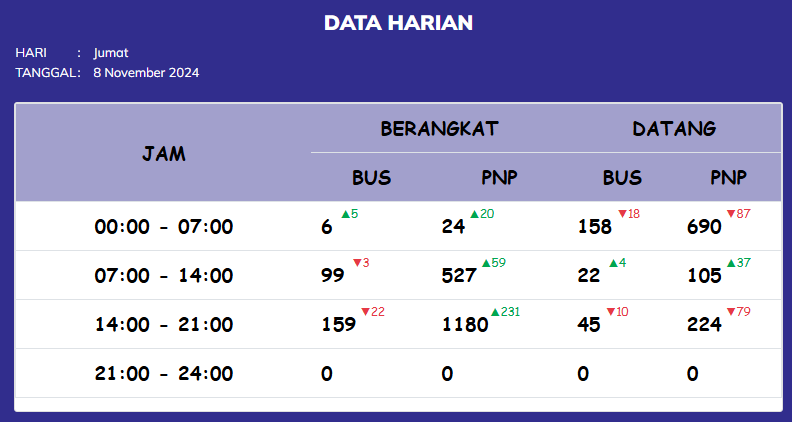 DATA HARIAN
HARI : Jumat
TANGGAL : 8 November 2024
JAM BERANGKAT DATANG
BUS PNP BUS PNP
00:00 - 07:00 6 ▲5 24 ▲20 158 ▼18 690 ▼87
07:00 - 14:00 99 ▼3 527 ▲59 22 ▲4 105 ▲37
14:00 - 21:00 159 ▼22 1180 ▲231 45 ▼10 224 ▼79
21:00 - 24:00 0 0 0 0